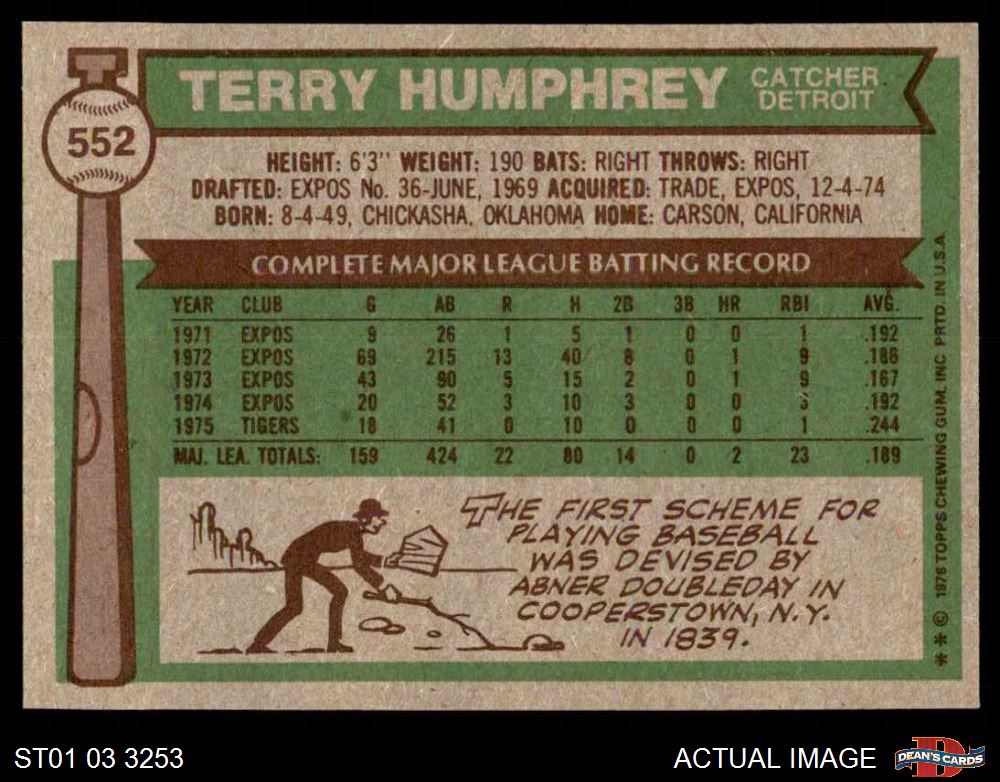 TERRY HUMPHREY CATCHER
DETROIT
552
HEIGHT: 6'3" WEIGHT: 190 BATS: RIGHT THROWS: RIGHT
DRAFTED: EXPOS No. 36-JUNE, 1969 ACQUIRED: TRADE, EXPOS, 12-4-74
BORN: 8-4-49, CHICKASHA, OKLAHOMA HOME: CARSON, CALIFORNIA
COMPLETE MAJOR LEAGUE BATTING RECORD
YEAR CLUB G AB R H 2B 3B HR RBI AVG.
1971 EXPOS 9 26 1 5 1 0 0 1 .192
1972 EXPOS 69 215 13 40 8 0 1 9 .186
1973 EXPOS 43 90 5 15 2 0 1 9 .167
1974 EXPOS 20 52 3 10 3 0 0 3 .192
1975 TIGERS 18 41 0 10 0 0 0 1 .244
MAJ. LEA. TOTALS: 159 424 22 80 14 0 2 23 .189
THE FIRST SCHEME FOR
PLAYING BASEBALL
WAS DEVISED BY
ABNER DOUBLEDAY IN
COOPERSTOWN, N.Y.
IN 1839.
** © 1976 TOPPS CHEWING GUM, INC. PRTD. IN U.S.A.
ST01 03 3253
ACTUAL IMAGE
D
DEAN'S CARDS